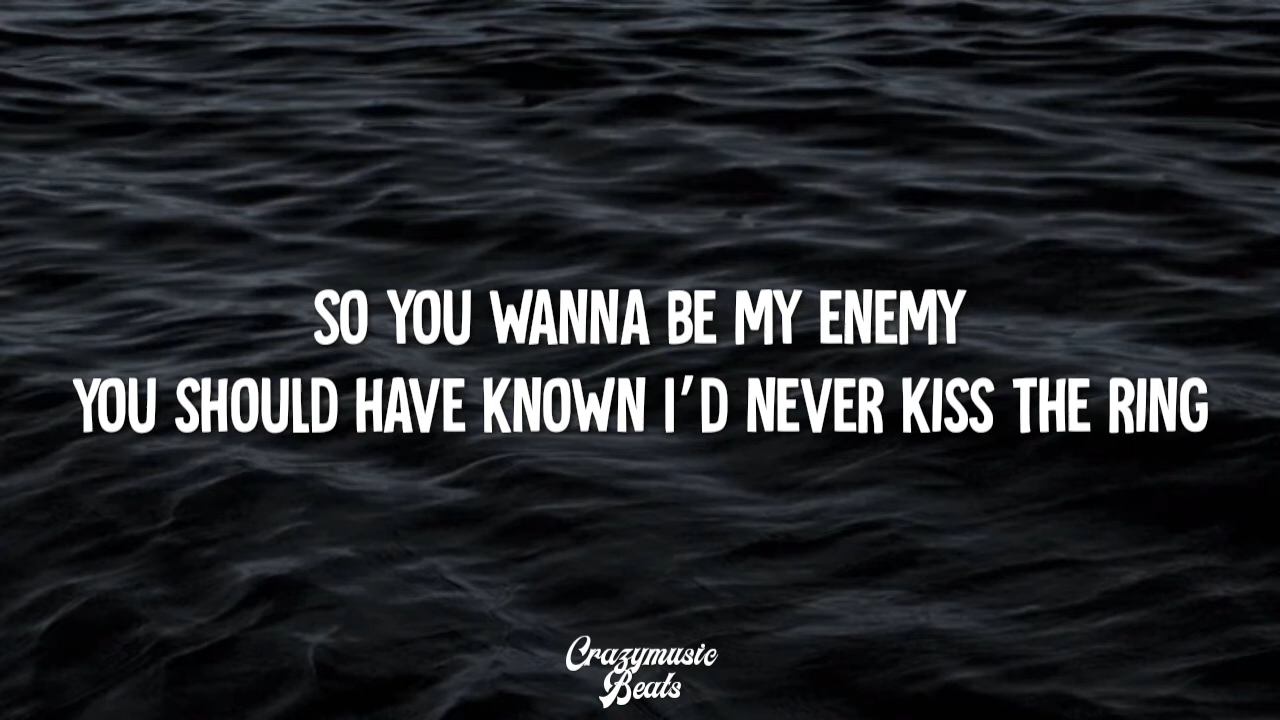 SO YOU WANNA BE MY ENEMY
YOU SHOULD HAVE KNOWN I'D NEVER KISS THE RING
Crazymusic
Beats